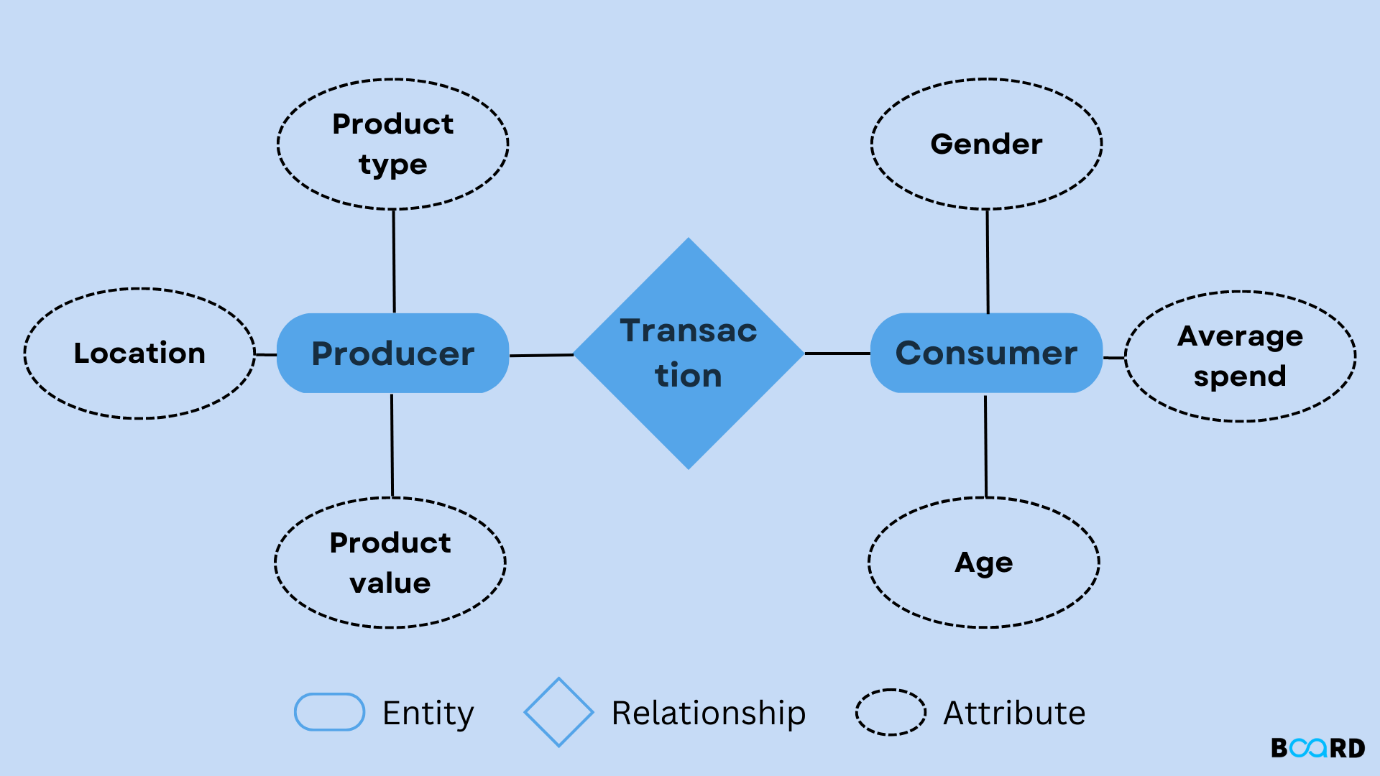 Product
type
Gender
Location
Producer
Transac
tion
Consumer
Average
spend
Product
value
Age
Entity
Relationship
Attribute
BOARD